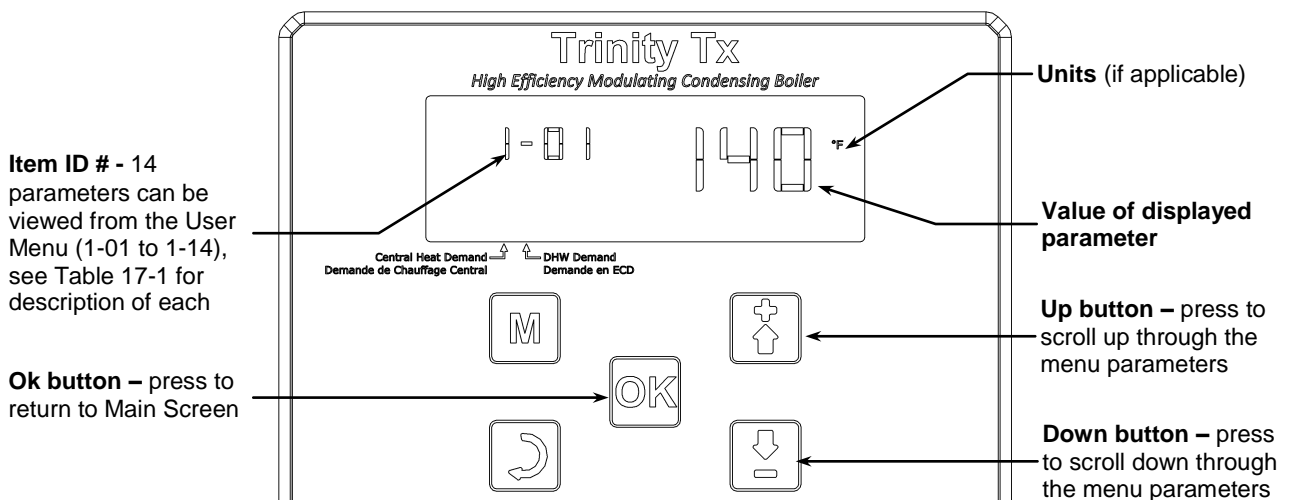 Trinity Tx
High Efficiency Modulating Condensing Boiler
Units (if applicable)
1-01
140 °F
Item ID # - 14
parameters can be
viewed from the User
Menu (1-01 to 1-14),
see Table 17-1 for
description of each
Value of displayed
parameter
Central Heat Demand
Demande de Chauffage Central
DHW Demand
Demande en ECD
M
Up button – press to
scroll up through the
menu parameters
Ok button – press to
return to Main Screen
OK
Down button – press
to scroll down through
the menu parameters